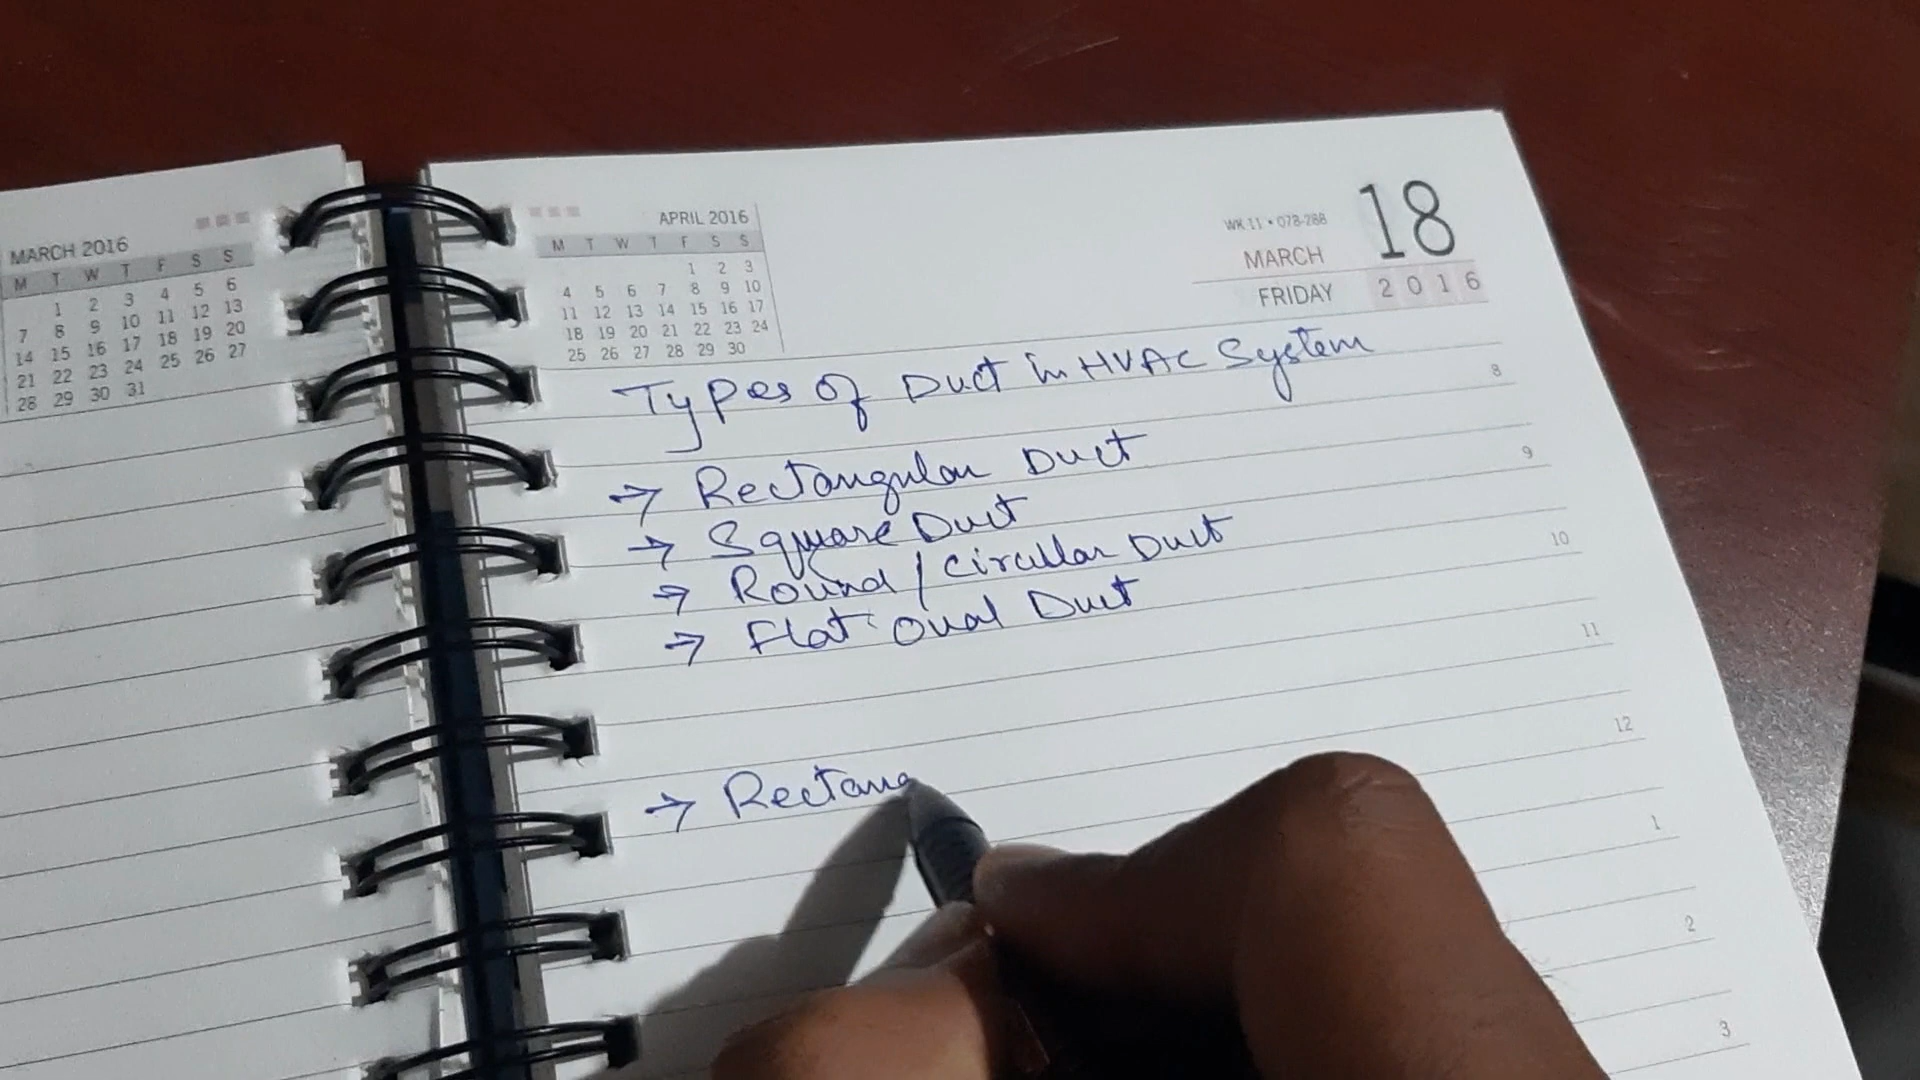 MARCH 2016
M T W T F S S
1 2 3 4 5 6
7 8 9 10 11 12 13
14 15 16 17 18 19 20
21 22 23 24 25 26 27
28 29 30 31
APRIL 2016
M T W T F S S
1 2 3
4 5 6 7 8 9 10
11 12 13 14 15 16 17
18 19 20 21 22 23 24
25 26 27 28 29 30
WK 11 • 078-288
18
MARCH
FRIDAY 2016
Types of Duct in HVAC System
8
→ Rectangular Duct
9
→ Square Duct
→ Round / Circular Duct
10
→ Flat oval Duct
11
12
→ Rectang
1
2
3